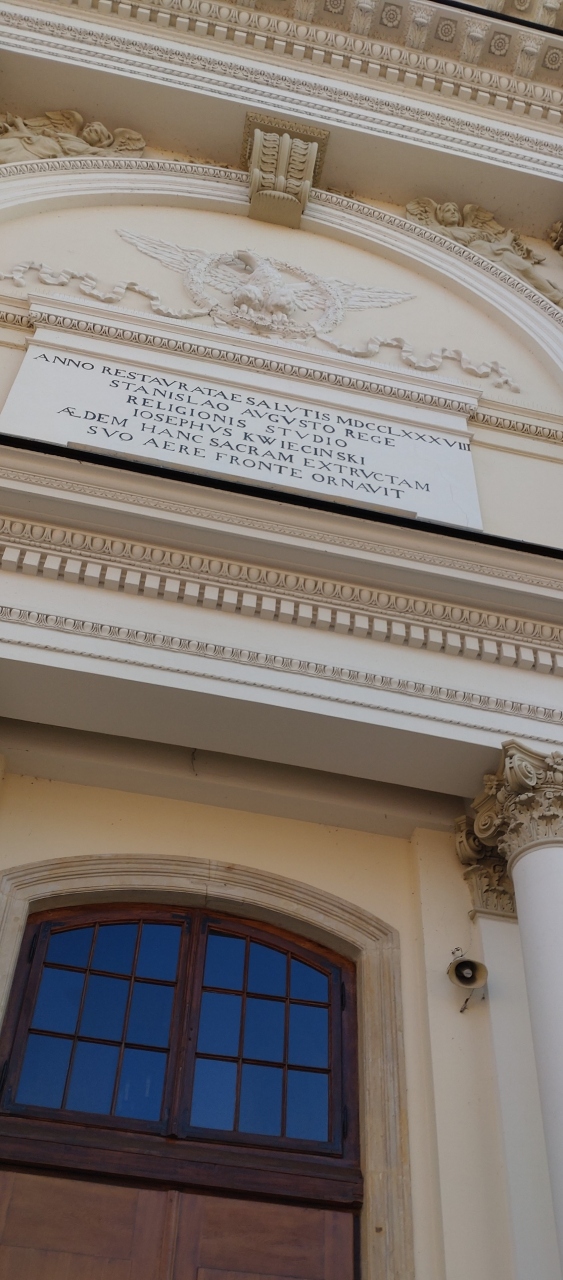 ANNO RESTAVRATAE SALVTIS MDCCLXXXVIII
STANISLAO AVGVSTO REGE
RELIGIONIS STVDIO
IOSEPHVS KWIECINSKI
ÆDEM HANC SACRAM EXTRVCTAM
SVO AERE FRONTE ORNAVIT